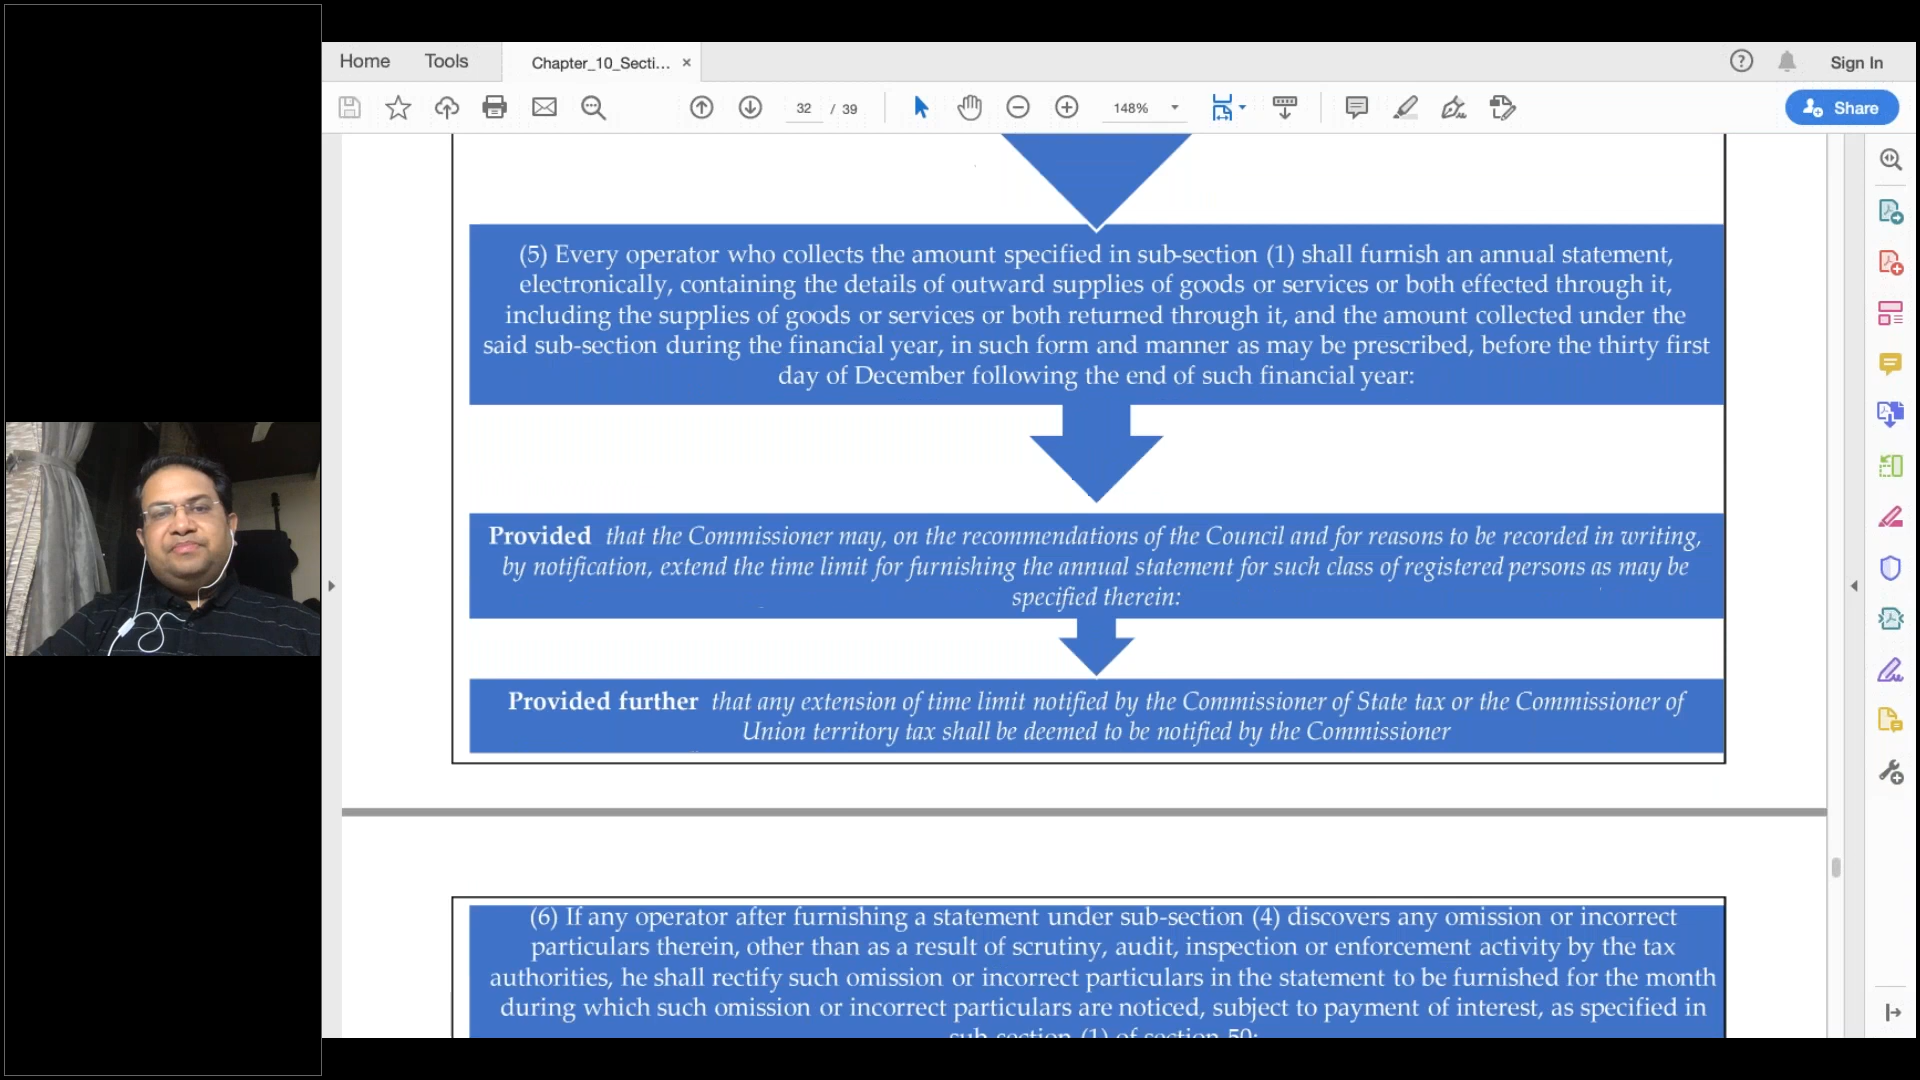 Home Tools Chapter_10_Secti... × Sign In
32 / 39 148% Share
(5) Every operator who collects the amount specified in sub-section (1) shall furnish an annual statement,
electronically, containing the details of outward supplies of goods or services or both effected through it,
including the supplies of goods or services or both returned through it, and the amount collected under the
said sub-section during the financial year, in such form and manner as may be prescribed, before the thirty first
day of December following the end of such financial year:
Provided that the Commissioner may, on the recommendations of the Council and for reasons to be recorded in writing,
by notification, extend the time limit for furnishing the annual statement for such class of registered persons as may be
specified therein:
Provided further that any extension of time limit notified by the Commissioner of State tax or the Commissioner of
Union territory tax shall be deemed to be notified by the Commissioner
(6) If any operator after furnishing a statement under sub-section (4) discovers any omission or incorrect
particulars therein, other than as a result of scrutiny, audit, inspection or enforcement activity by the tax
authorities, he shall rectify such omission or incorrect particulars in the statement to be furnished for the month
during which such omission or incorrect particulars are noticed, subject to payment of interest, as specified in
sub-section (1) of section 50: